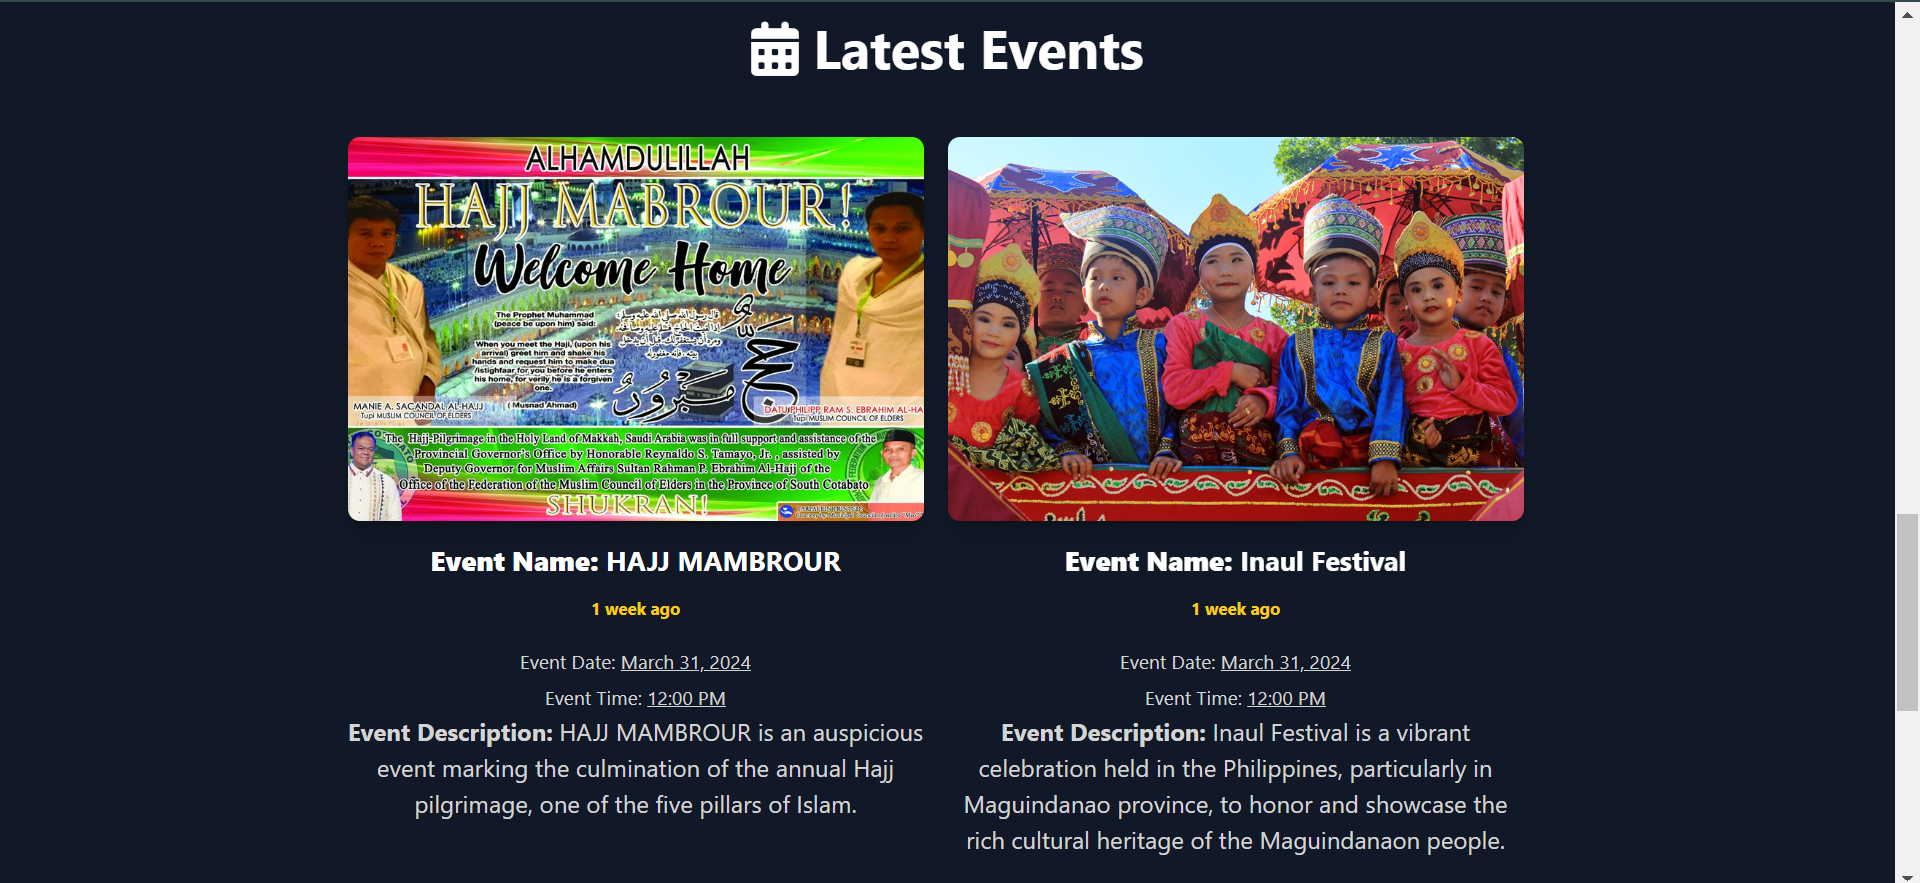 Latest Events
ALHAMDULILLAH
HAJJ MABROUR!
Welcome Home
The Prophet Muhammad
(peace be upon him) said:
When you meet the Hajj, (upon his
arrival) greet him and shake his
hands and request him to make dua
/istighfaar for you before he enters
his home, for verily he is a forgiven
one.
( Musnad Ahmad)
حَجٌّ
مَبْرُورٌ
MANIE A. SACANDAL AL-HAJJ
Tupi MUSLIM COUNCIL OF ELDERS
DATU PHILIPP RAM S. EBRAHIM AL-HA
Tupi MUSLIM COUNCIL OF ELDERS
The Hajj-Pilgrimage in the Holy Land of Makkah, Saudi Arabia was in full support and assistance of the
Provincial Governor's Office by Honorable Reynaldo S. Tamayo, Jr. , assisted by
Deputy Governor for Muslim Affairs Sultan Rahman P. Ebrahim Al-Hajj of the
Office of the Federation of the Muslim Council of Elders in the Province of South Cotabato
SHUKRAN!
Event Name: HAJJ MAMBROUR
1 week ago
Event Date: March 31, 2024
Event Time: 12:00 PM
Event Description: HAJJ MAMBROUR is an auspicious
event marking the culmination of the annual Hajj
pilgrimage, one of the five pillars of Islam.
Event Name: Inaul Festival
1 week ago
Event Date: March 31, 2024
Event Time: 12:00 PM
Event Description: Inaul Festival is a vibrant
celebration held in the Philippines, particularly in
Maguindanao province, to honor and showcase the
rich cultural heritage of the Maguindanaon people.